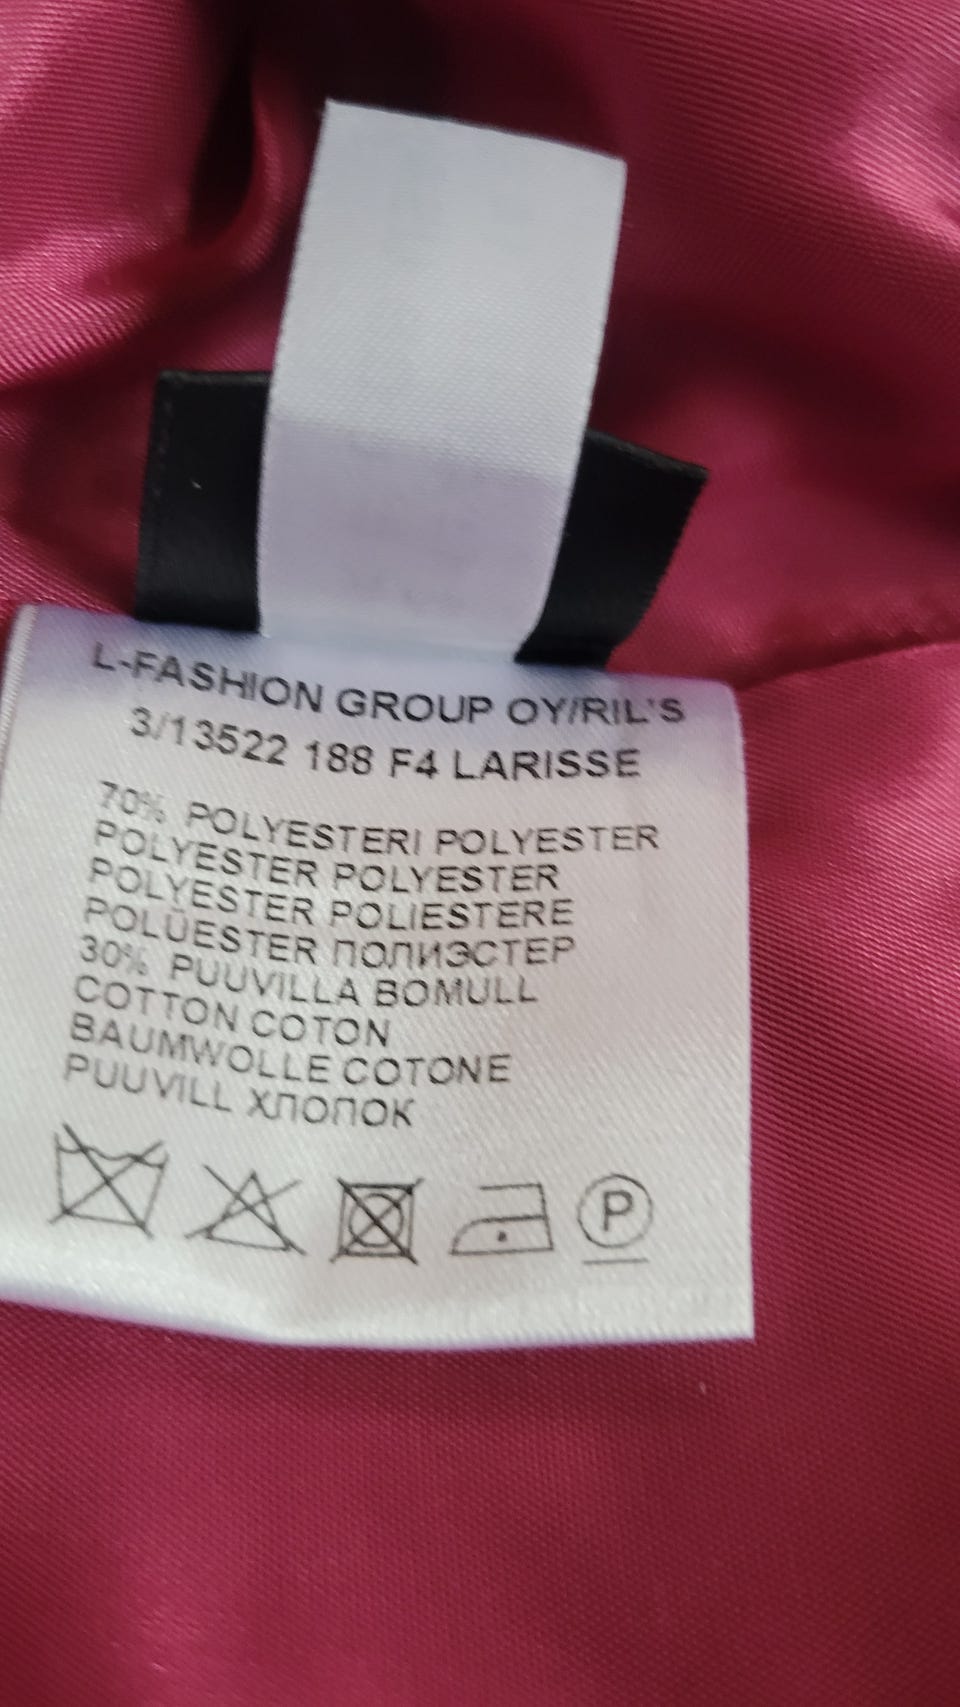 L-FASHION GROUP OY/RIL'S
3/13522 188 F4 LARISSE
70% POLYESTERI POLYESTER
POLYESTER POLYESTER
POLYESTER POLIESTERE
POLÜESTER ПОЛИЭСТЕР
30% PUUVILLA BOMULL
COTTON COTON
BAUMWOLLE COTONE
PUUVILL ХЛОПОК
P